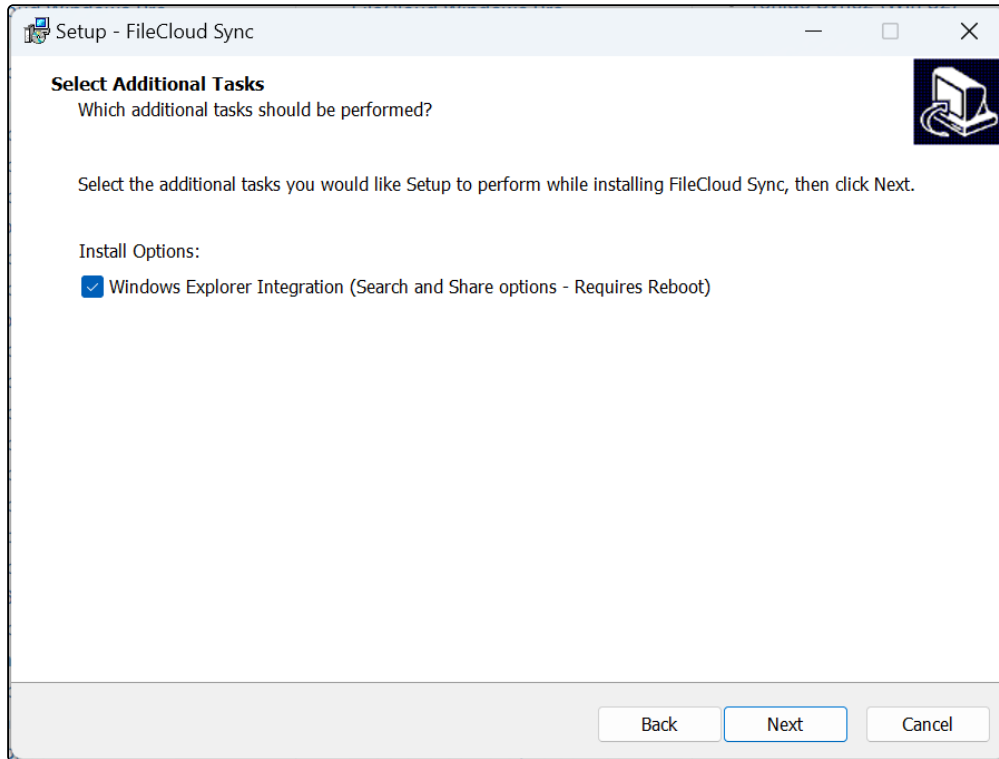 Setup - FileCloud Sync
Select Additional Tasks
Which additional tasks should be performed?
Select the additional tasks you would like Setup to perform while installing FileCloud Sync, then click Next.
Install Options:
Windows Explorer Integration (Search and Share options - Requires Reboot)
Back
Next
Cancel